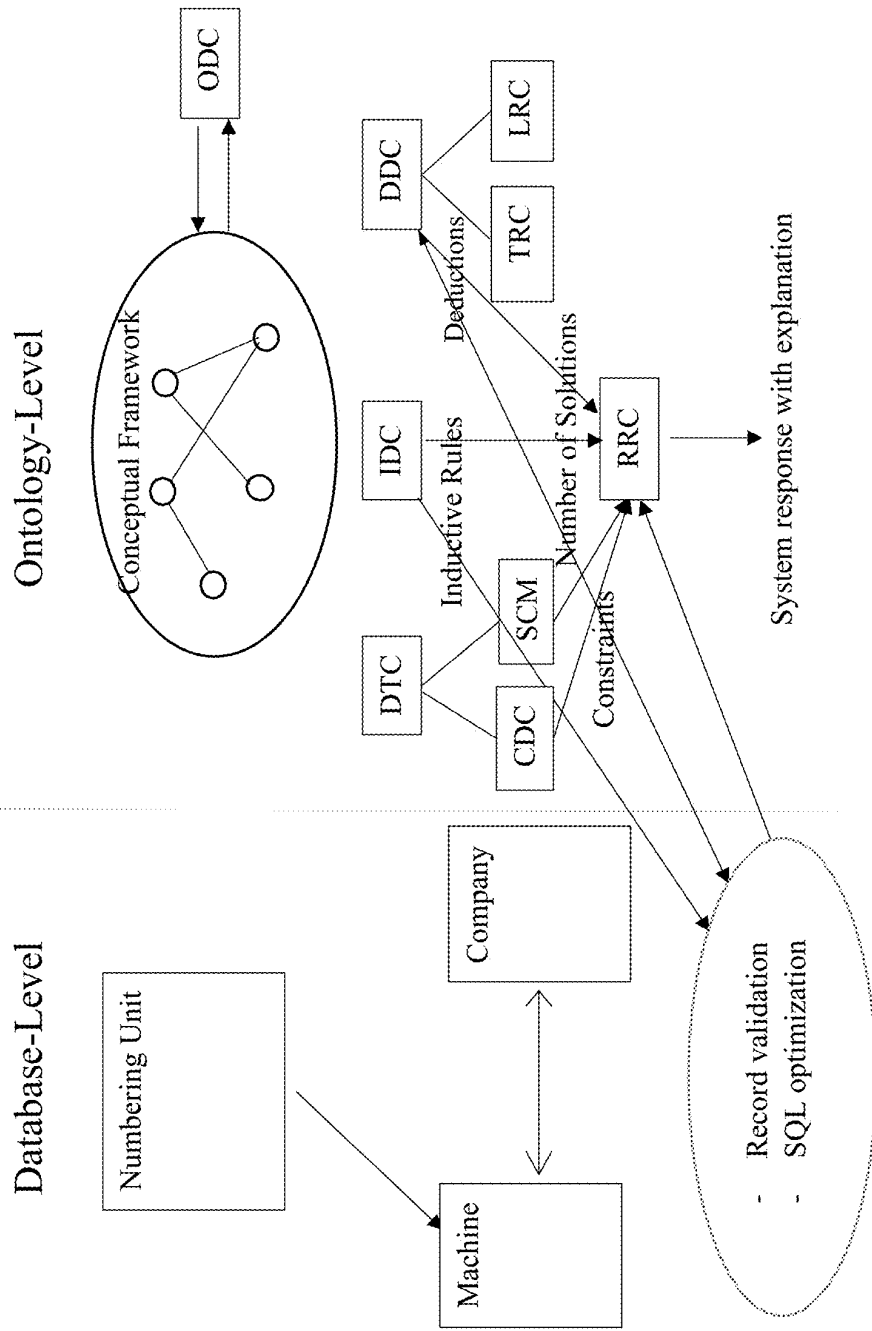 Database-Level
Ontology-Level
Numbering Unit
Conceptual Framework
ODC
DTC
IDC
DDC
Machine
Company
Inductive Rules
Deductions
CDC
SCM
TRC
LRC
Number of Solutions
Constraints
RRC
- Record validation
- SQL optimization
System response with explanation